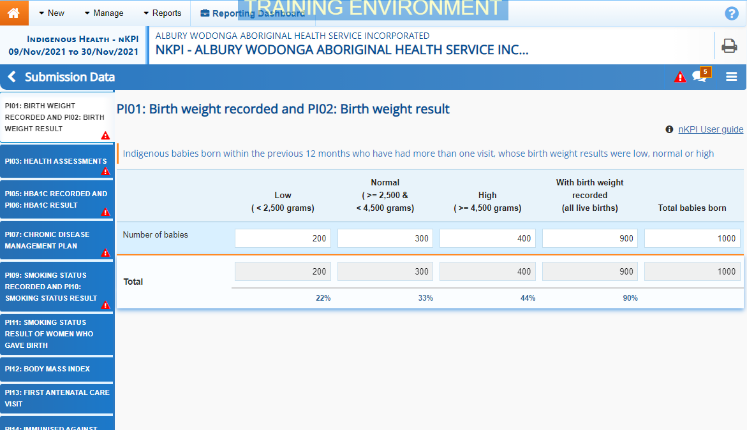 TRAINING ENVIRONMENT
New Manage Reports Reporting Dashboard
?
INDIGENOUS HEALTH - NKPI
09/NOV/2021 TO 30/NOV/2021
ALBURY WODONGA ABORIGINAL HEALTH SERVICE INCORPORATED
NKPI - ALBURY WODONGA ABORIGINAL HEALTH SERVICE INC...
Submission Data
5
PI01: BIRTH WEIGHT
RECORDED AND PI02: BIRTH
WEIGHT RESULT
PI03: HEALTH ASSESSMENTS
PI05: HBA1C RECORDED AND
PI06: HBA1C RESULT
PI07: CHRONIC DISEASE
MANAGEMENT PLAN
PI09: SMOKING STATUS
RECORDED AND PI10:
SMOKING STATUS RESULT
PI11: SMOKING STATUS
RESULT OF WOMEN WHO
GAVE BIRTH
PI12: BODY MASS INDEX
PI13: FIRST ANTENATAL CARE
VISIT
PI14: IMMUNISED AGAINST
PI01: Birth weight recorded and PI02: Birth weight result
nKPI User guide
Indigenous babies born within the previous 12 months who have had more than one visit, whose birth weight results were low, normal or high
Low
( < 2,500 grams)
Normal
( >= 2,500 &
< 4,500 grams)
High
( >= 4,500 grams)
With birth weight
recorded
(all live births)
Total babies born
Number of babies 200 300 400 900 1000
Total 200 300 400 900 1000
22% 33% 44% 90%